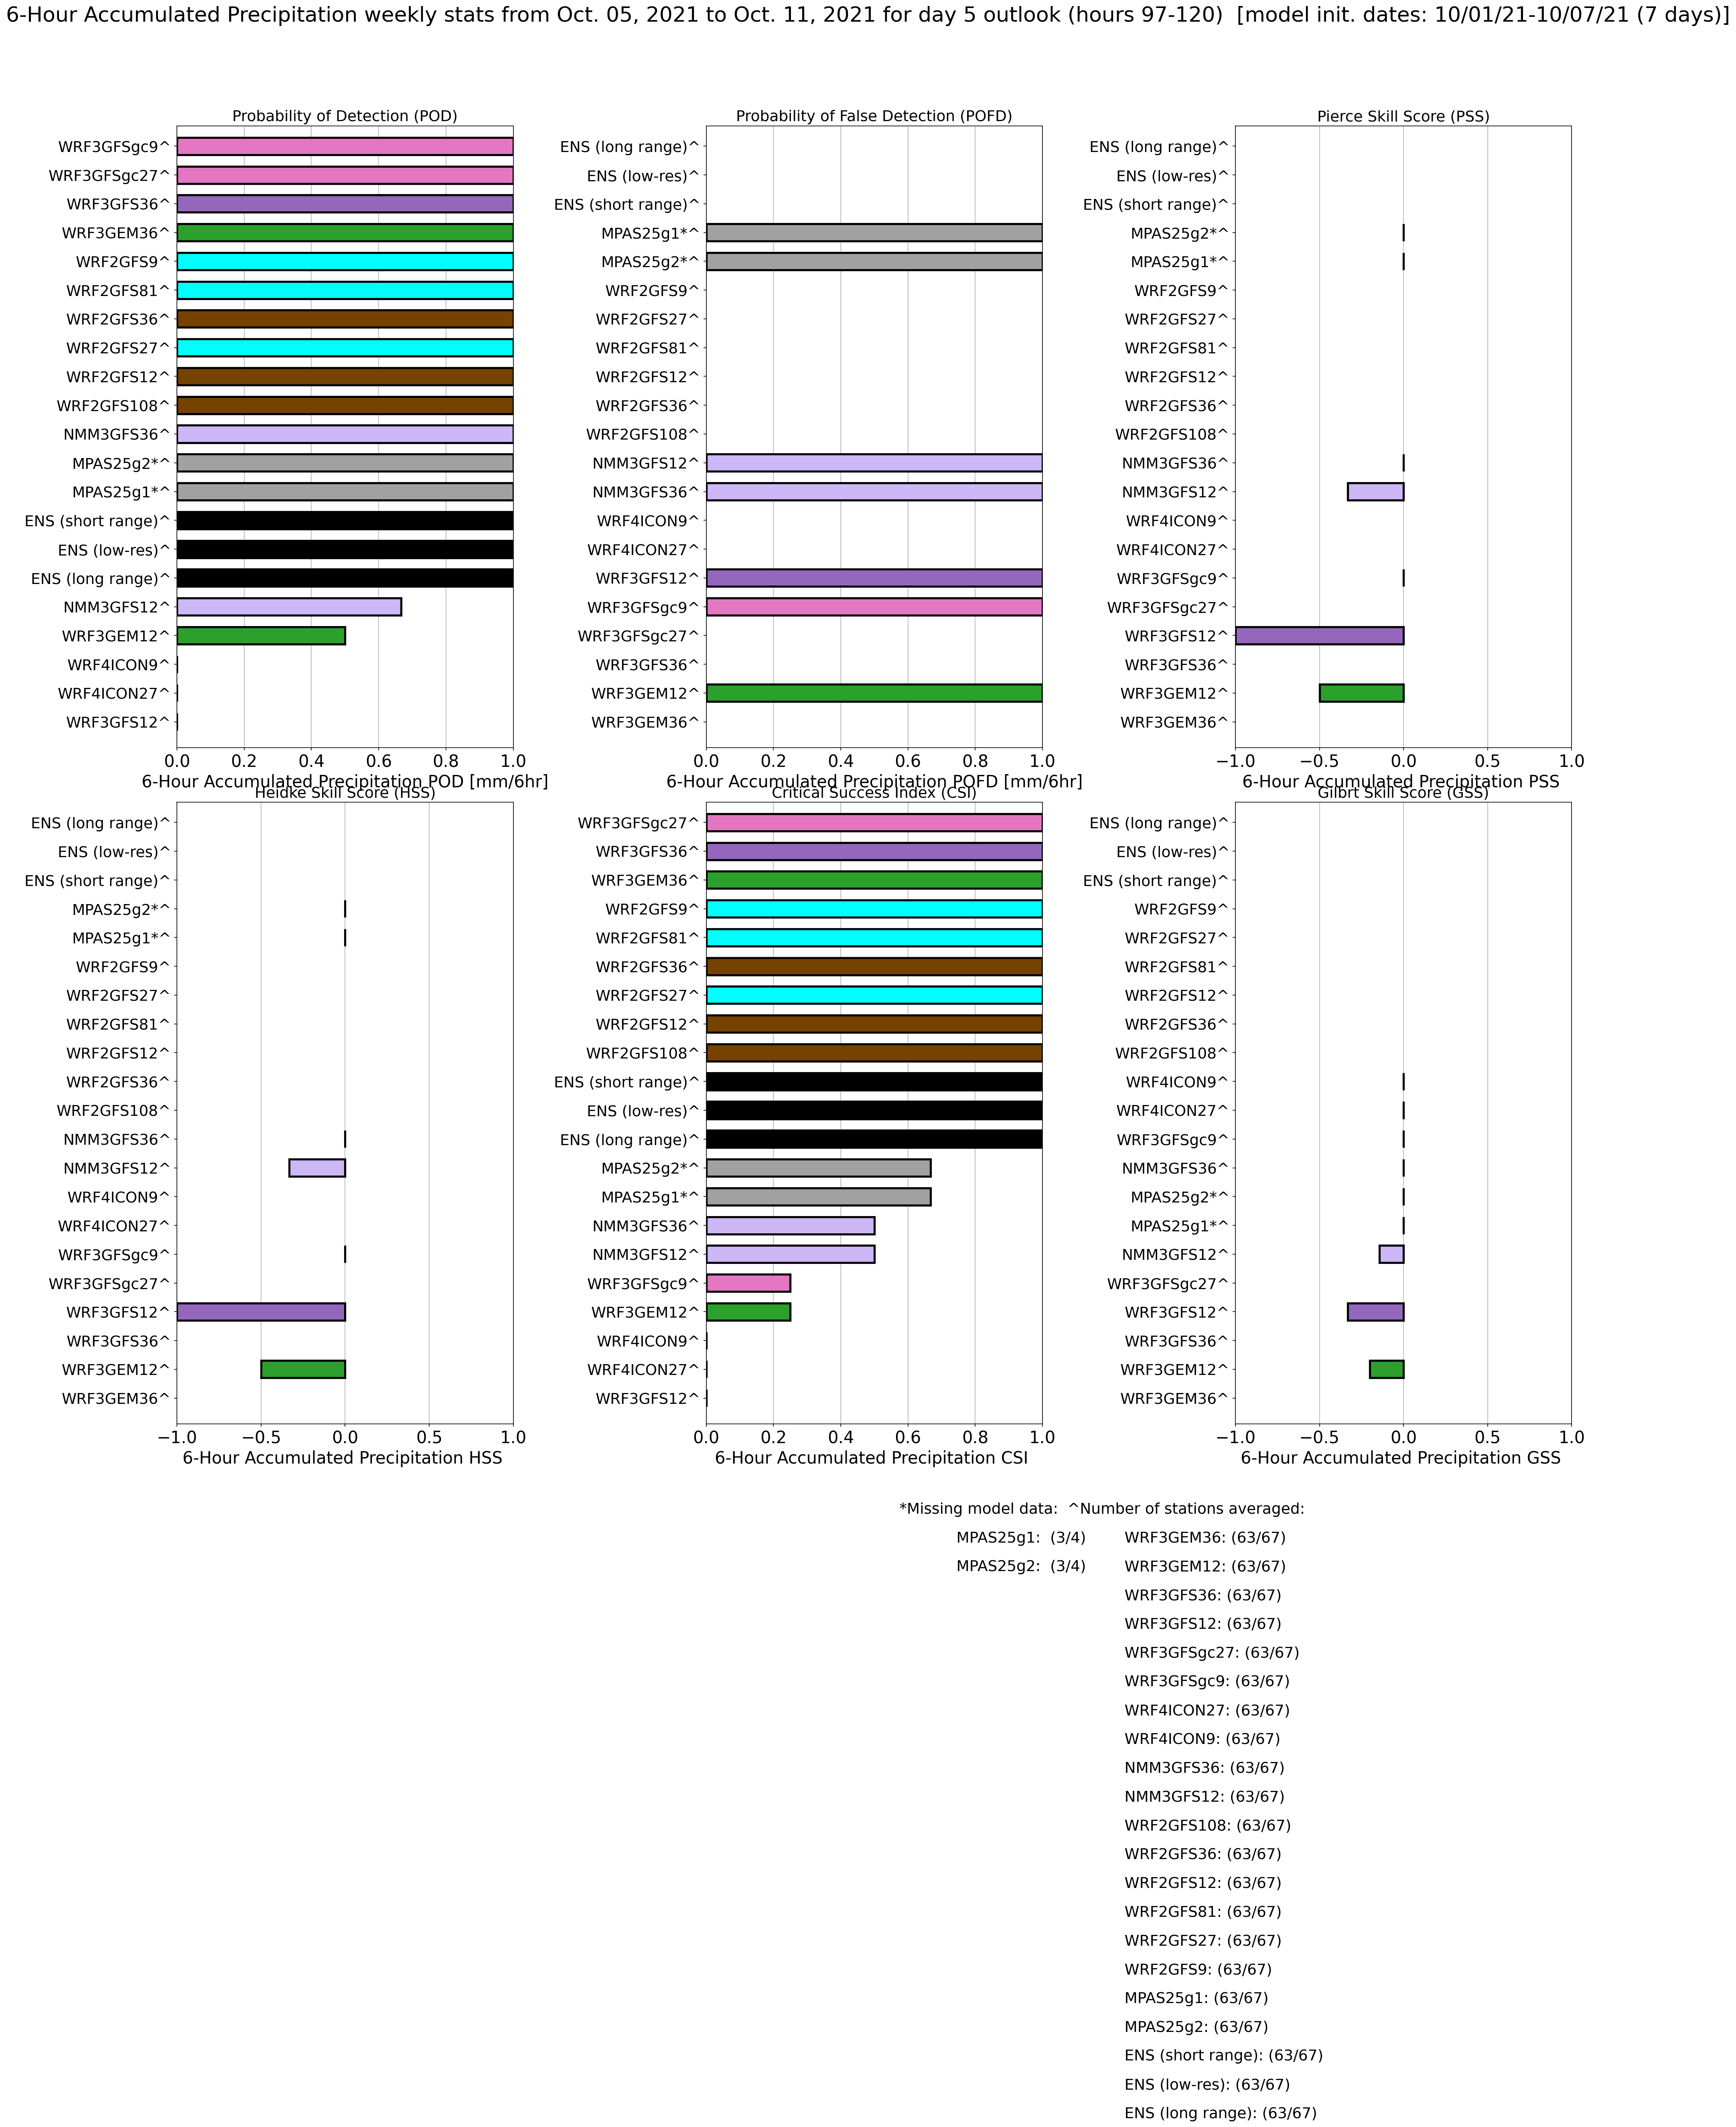 6-Hour Accumulated Precipitation weekly stats from Oct. 05, 2021 to Oct. 11, 2021 for day 5 outlook (hours 97-120)  [model init. dates: 10/01/21-10/07/21 (7 days)]
Probability of Detection (POD)
WRF3GFSgc9^
WRF3GFSgc27^
WRF3GFS36^
WRF3GEM36^
WRF2GFS9^
WRF2GFS81^
WRF2GFS36^
WRF2GFS27^
WRF2GFS12^
WRF2GFS108^
NMM3GFS36^
MPAS25g2*^
MPAS25g1*^
ENS (short range)^
ENS (low-res)^
ENS (long range)^
NMM3GFS12^
WRF3GEM12^
WRF4ICON9^
WRF4ICON27^
WRF3GFS12^
0.0 0.2 0.4 0.6 0.8 1.0
6-Hour Accumulated Precipitation POD [mm/6hr]
Probability of False Detection (POFD)
ENS (long range)^
ENS (low-res)^
ENS (short range)^
MPAS25g1*^
MPAS25g2*^
WRF2GFS9^
WRF2GFS27^
WRF2GFS81^
WRF2GFS12^
WRF2GFS36^
WRF2GFS108^
NMM3GFS12^
NMM3GFS36^
WRF4ICON9^
WRF4ICON27^
WRF3GFS12^
WRF3GFSgc9^
WRF3GFSgc27^
WRF3GFS36^
WRF3GEM12^
WRF3GEM36^
0.0 0.2 0.4 0.6 0.8 1.0
6-Hour Accumulated Precipitation POFD [mm/6hr]
Pierce Skill Score (PSS)
ENS (long range)^
ENS (low-res)^
ENS (short range)^
MPAS25g2*^
MPAS25g1*^
WRF2GFS9^
WRF2GFS27^
WRF2GFS81^
WRF2GFS12^
WRF2GFS36^
WRF2GFS108^
NMM3GFS36^
NMM3GFS12^
WRF4ICON9^
WRF4ICON27^
WRF3GFSgc9^
WRF3GFSgc27^
WRF3GFS12^
WRF3GFS36^
WRF3GEM12^
WRF3GEM36^
−1.0 −0.5 0.0 0.5 1.0
6-Hour Accumulated Precipitation PSS
Heidke Skill Score (HSS)
ENS (long range)^
ENS (low-res)^
ENS (short range)^
MPAS25g2*^
MPAS25g1*^
WRF2GFS9^
WRF2GFS27^
WRF2GFS81^
WRF2GFS12^
WRF2GFS36^
WRF2GFS108^
NMM3GFS36^
NMM3GFS12^
WRF4ICON9^
WRF4ICON27^
WRF3GFSgc9^
WRF3GFSgc27^
WRF3GFS12^
WRF3GFS36^
WRF3GEM12^
WRF3GEM36^
−1.0 −0.5 0.0 0.5 1.0
6-Hour Accumulated Precipitation HSS
Critical Success Index (CSI)
WRF3GFSgc27^
WRF3GFS36^
WRF3GEM36^
WRF2GFS9^
WRF2GFS81^
WRF2GFS36^
WRF2GFS27^
WRF2GFS12^
WRF2GFS108^
ENS (short range)^
ENS (low-res)^
ENS (long range)^
MPAS25g2*^
MPAS25g1*^
NMM3GFS36^
NMM3GFS12^
WRF3GFSgc9^
WRF3GEM12^
WRF4ICON9^
WRF4ICON27^
WRF3GFS12^
0.0 0.2 0.4 0.6 0.8 1.0
6-Hour Accumulated Precipitation CSI
Gilbrt Skill Score (GSS)
ENS (long range)^
ENS (low-res)^
ENS (short range)^
WRF2GFS9^
WRF2GFS27^
WRF2GFS81^
WRF2GFS12^
WRF2GFS36^
WRF2GFS108^
WRF4ICON9^
WRF4ICON27^
WRF3GFSgc9^
NMM3GFS36^
MPAS25g2*^
MPAS25g1*^
NMM3GFS12^
WRF3GFSgc27^
WRF3GFS12^
WRF3GFS36^
WRF3GEM12^
WRF3GEM36^
−1.0 −0.5 0.0 0.5 1.0
6-Hour Accumulated Precipitation GSS
*Missing model data:  ^Number of stations averaged:
MPAS25g1:  (3/4) WRF3GEM36: (63/67)
MPAS25g2:  (3/4) WRF3GEM12: (63/67)
WRF3GFS36: (63/67)
WRF3GFS12: (63/67)
WRF3GFSgc27: (63/67)
WRF3GFSgc9: (63/67)
WRF4ICON27: (63/67)
WRF4ICON9: (63/67)
NMM3GFS36: (63/67)
NMM3GFS12: (63/67)
WRF2GFS108: (63/67)
WRF2GFS36: (63/67)
WRF2GFS12: (63/67)
WRF2GFS81: (63/67)
WRF2GFS27: (63/67)
WRF2GFS9: (63/67)
MPAS25g1: (63/67)
MPAS25g2: (63/67)
ENS (short range): (63/67)
ENS (low-res): (63/67)
ENS (long range): (63/67)